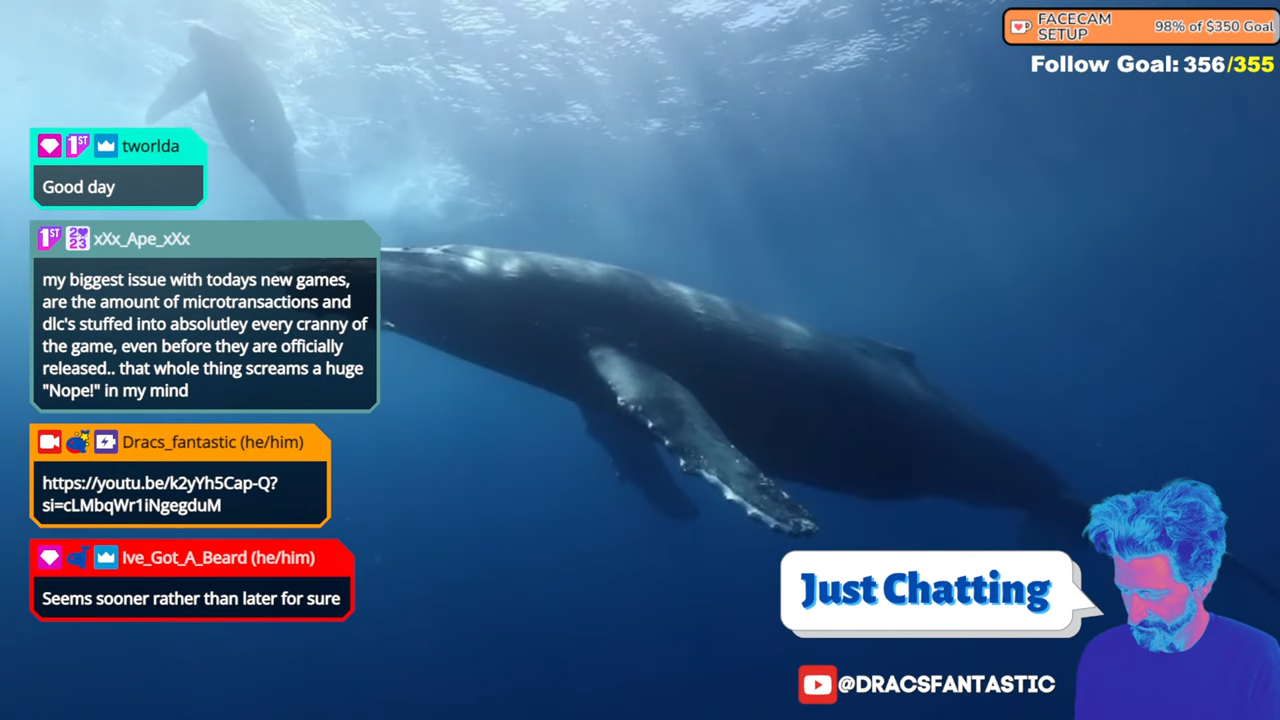 FACECAM
SETUP
98% of $350 Goal
Follow Goal: 356/355
1ST
tworlda
Good day
1ST
2023
xXx_Ape_xXx
my biggest issue with todays new games,
are the amount of microtransactions and
dlc's stuffed into absolutley every cranny of
the game, even before they are officially
released.. that whole thing screams a huge
"Nope!" in my mind
Dracs_fantastic (he/him)
https://youtu.be/k2yYh5Cap-Q?
si=cLMbqWr1iNgegduM
Ive_Got_A_Beard (he/him)
Seems sooner rather than later for sure
Just Chatting
@DRACSFANTASTIC